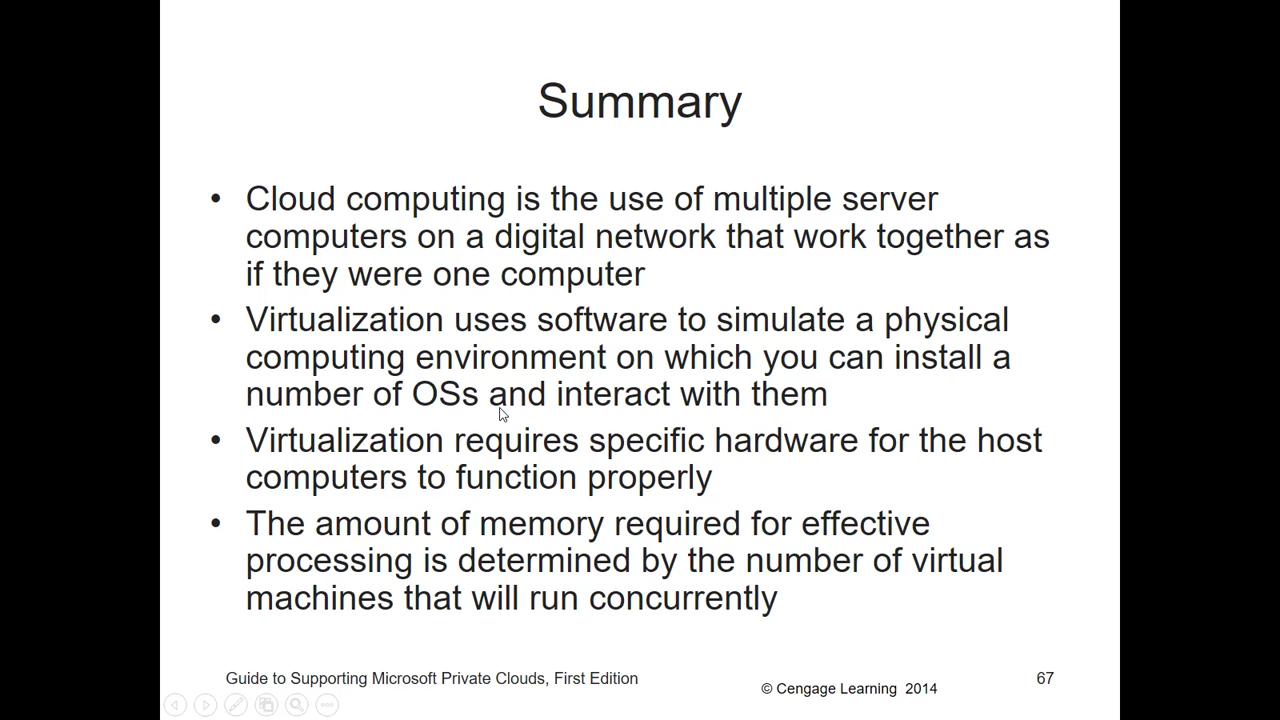 Summary
• Cloud computing is the use of multiple server
computers on a digital network that work together as
if they were one computer
• Virtualization uses software to simulate a physical
computing environment on which you can install a
number of OSs and interact with them
• Virtualization requires specific hardware for the host
computers to function properly
• The amount of memory required for effective
processing is determined by the number of virtual
machines that will run concurrently
Guide to Supporting Microsoft Private Clouds, First Edition
© Cengage Learning 2014
67